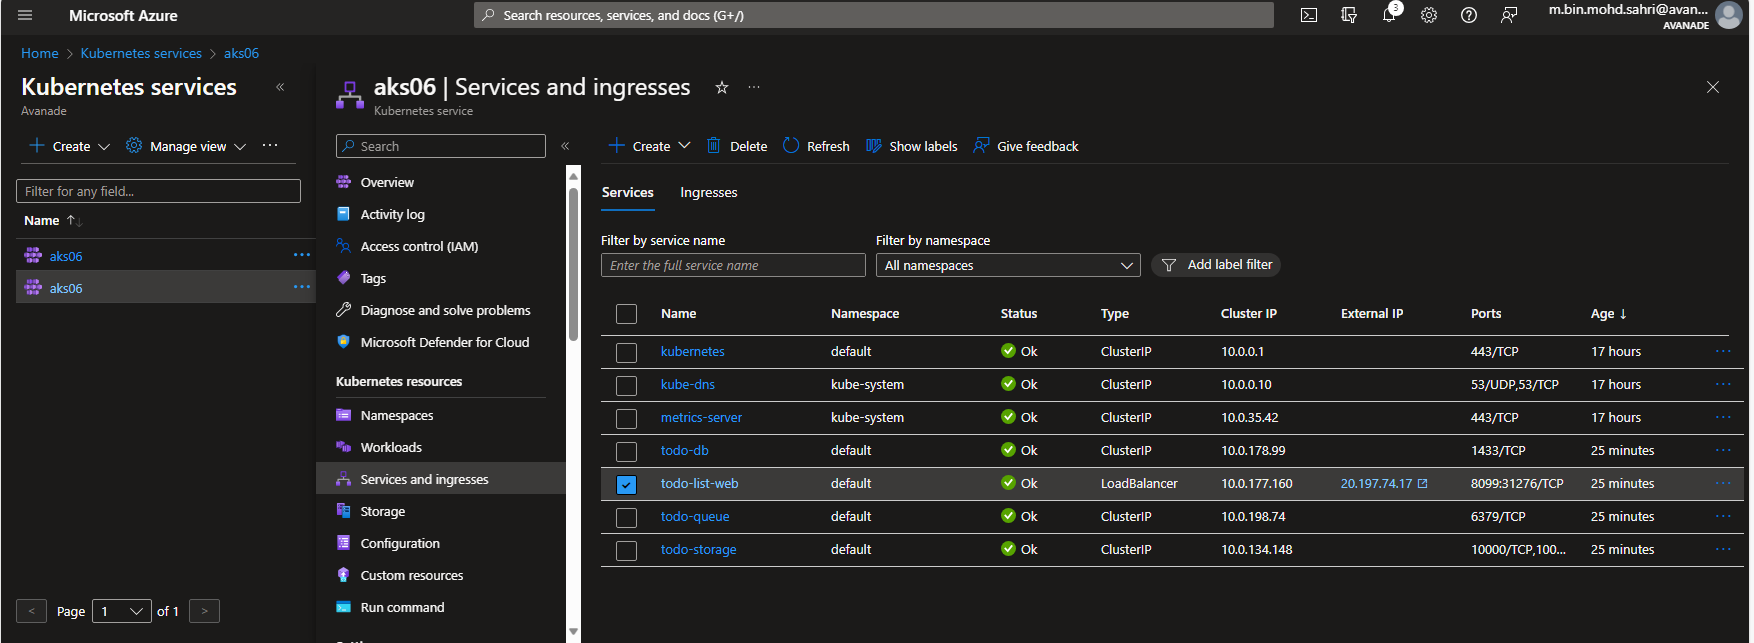 Microsoft Azure
Search resources, services, and docs (G+/)
3
m.bin.mohd.sahri@avan...
AVANADE
Home > Kubernetes services > aks06
Kubernetes services
Avanade
Create
Manage view
Filter for any field...
Name
aks06
aks06
Page 1 of 1
aks06 | Services and ingresses
Kubernetes service
Search
Overview
Activity log
Access control (IAM)
Tags
Diagnose and solve problems
Microsoft Defender for Cloud
Kubernetes resources
Namespaces
Workloads
Services and ingresses
Storage
Configuration
Custom resources
Run command
Create Delete Refresh Show labels Give feedback
Services Ingresses
Filter by service name Filter by namespace
Enter the full service name All namespaces Add label filter
Name Namespace Status Type Cluster IP External IP Ports Age ↓
kubernetes default Ok ClusterIP 10.0.0.1 443/TCP 17 hours
kube-dns kube-system Ok ClusterIP 10.0.0.10 53/UDP,53/TCP 17 hours
metrics-server kube-system Ok ClusterIP 10.0.35.42 443/TCP 17 hours
todo-db default Ok ClusterIP 10.0.178.99 1433/TCP 25 minutes
todo-list-web default Ok LoadBalancer 10.0.177.160 20.197.74.17 8099:31276/TCP 25 minutes
todo-queue default Ok ClusterIP 10.0.198.74 6379/TCP 25 minutes
todo-storage default Ok ClusterIP 10.0.134.148 10000/TCP,100... 25 minutes